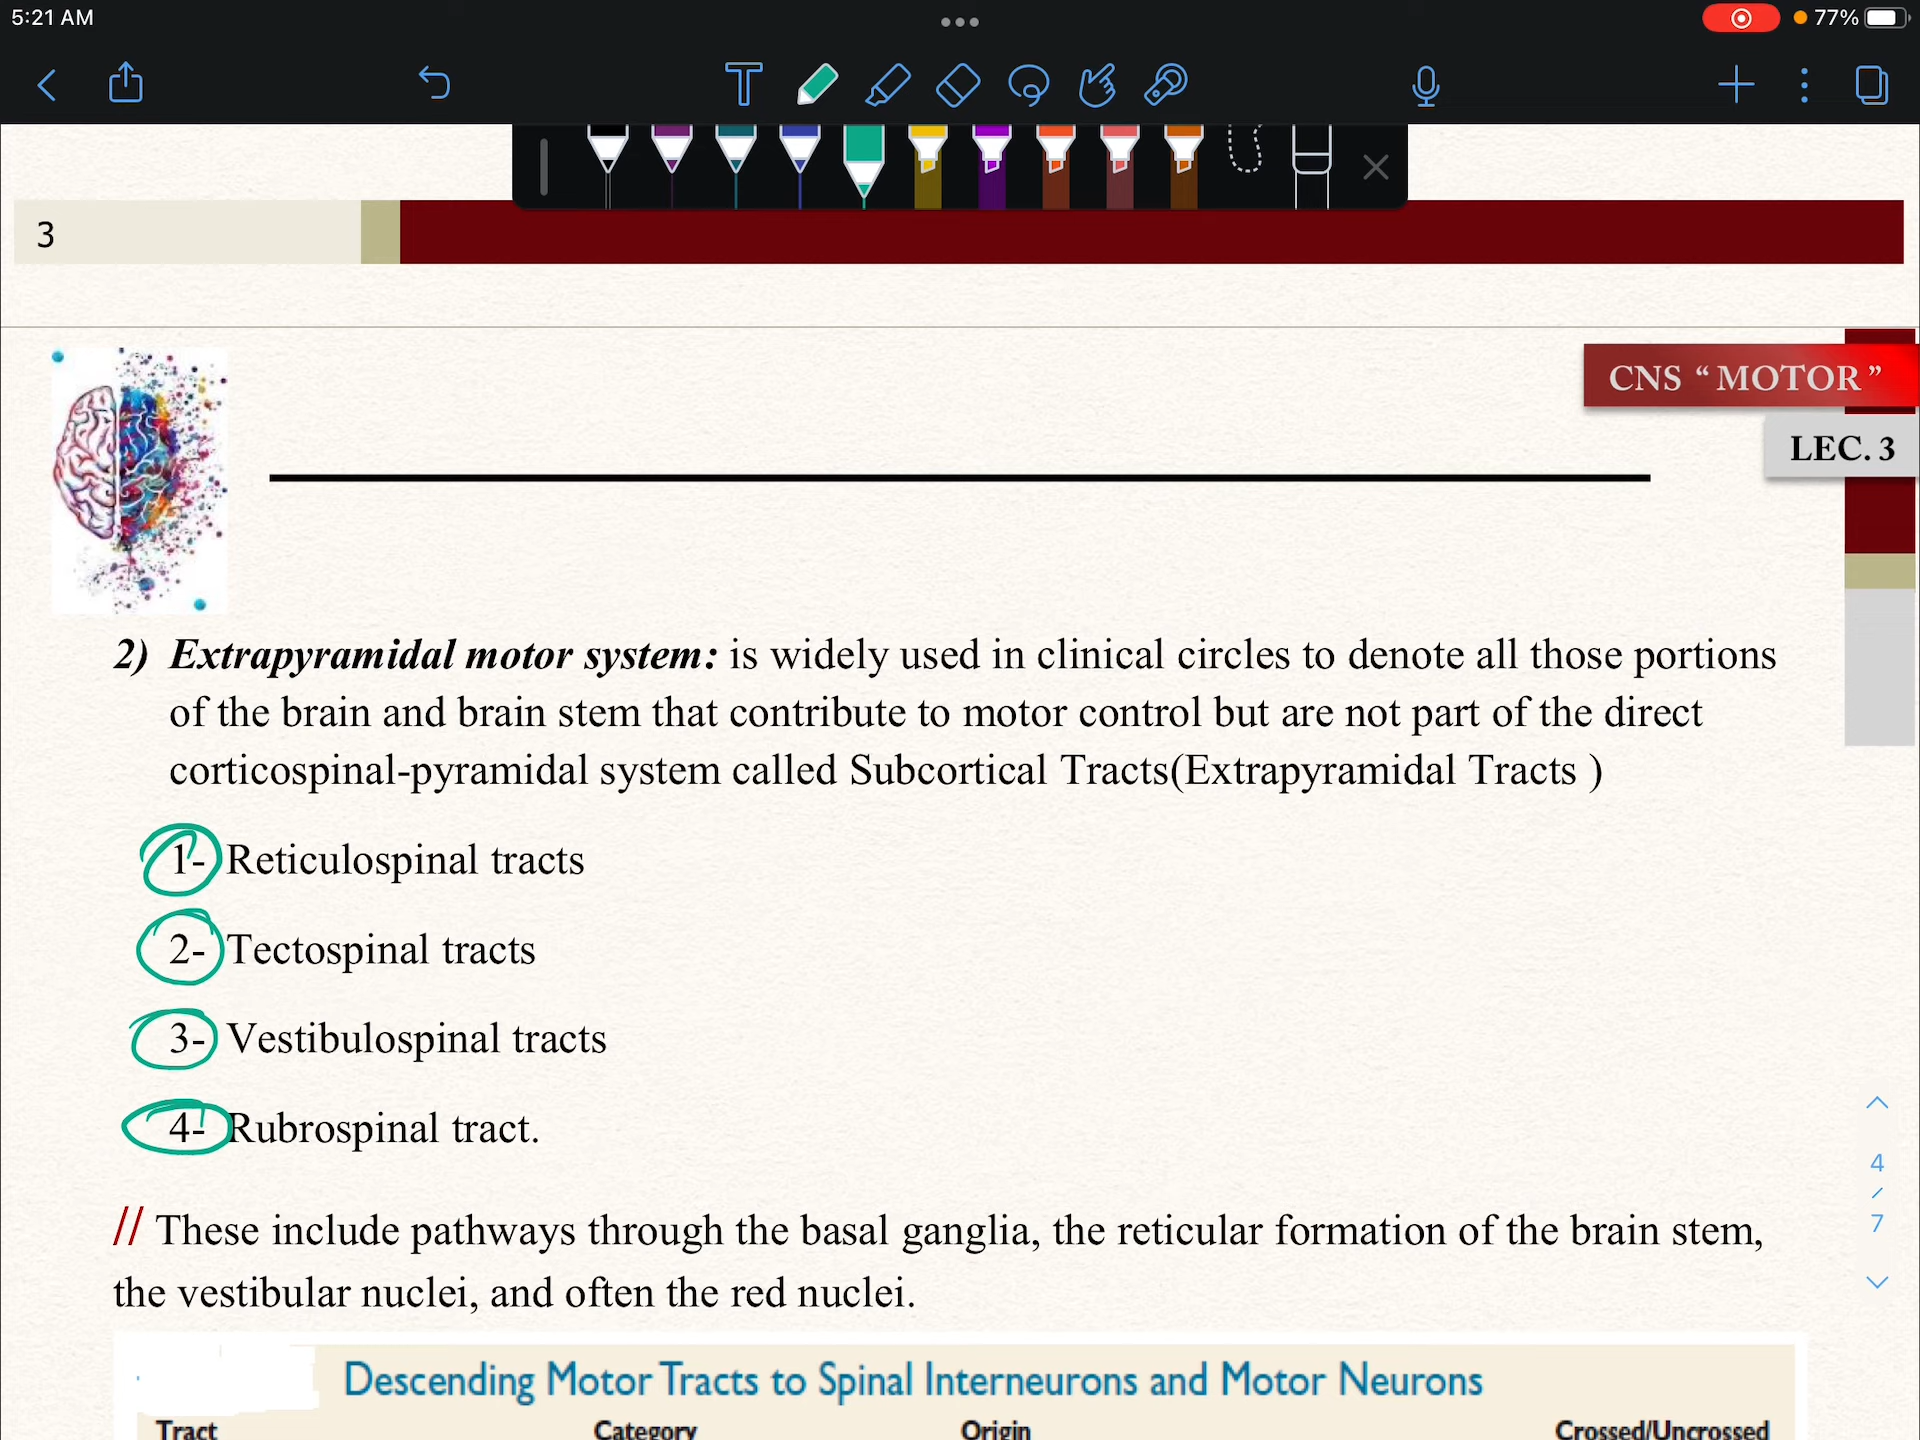 5:21 AM
77%
3
CNS “MOTOR”
LEC. 3
2) Extrapyramidal motor system: is widely used in clinical circles to denote all those portions
of the brain and brain stem that contribute to motor control but are not part of the direct
corticospinal-pyramidal system called Subcortical Tracts(Extrapyramidal Tracts )
1- Reticulospinal tracts
2- Tectospinal tracts
3- Vestibulospinal tracts
4- Rubrospinal tract.
// These include pathways through the basal ganglia, the reticular formation of the brain stem,
the vestibular nuclei, and often the red nuclei.
4
/
7
Descending Motor Tracts to Spinal Interneurons and Motor Neurons
Tract Category Origin Crossed/Uncrossed